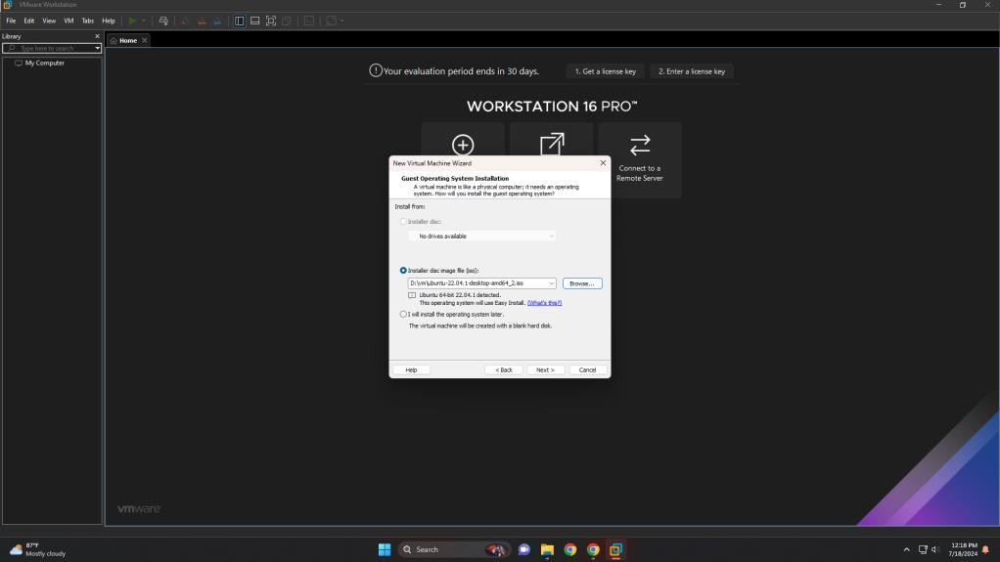 VMware Workstation
File Edit View VM Tabs Help
Library
Type here to search
My Computer
Home
Your evaluation period ends in 30 days.
1. Get a license key
2. Enter a license key
WORKSTATION 16 PRO™
Connect to a
Remote Server
New Virtual Machine Wizard
Guest Operating System Installation
A virtual machine is like a physical computer; it needs an operating
system. How will you install the guest operating system?
Install from:
Installer disc:
No drives available
Installer disc image file (iso):
D:\vm\ubuntu-22.04.1-desktop-amd64_2.iso
Browse...
Ubuntu 64-bit 22.04.1 detected.
This operating system will use Easy Install. (What's this?)
I will install the operating system later.
The virtual machine will be created with a blank hard disk.
Help
< Back
Next >
Cancel
vmware
87°F
Mostly cloudy
Search
12:18 PM
7/18/2024